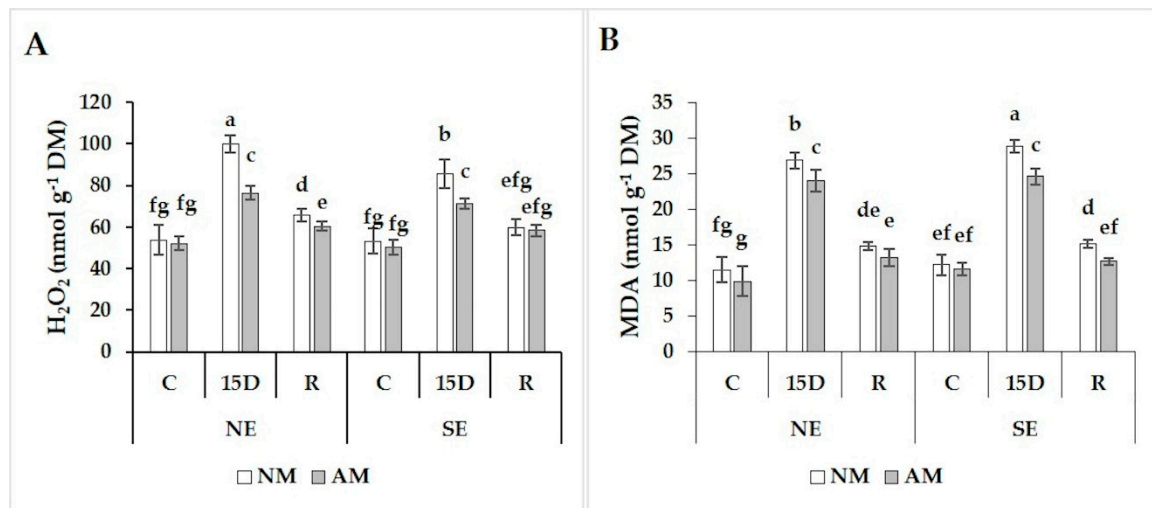 A
H₂O₂ (nmol g⁻¹ DM)
120
100
80
60
40
20
0
fg fg
a
c
d
e
fg fg
b
c
efg
efg
C 15D R C 15D R
NE SE
NM AM
B
MDA (nmol g⁻¹ DM)
35
30
25
20
15
10
5
0
fg
g
b
c
de
e
ef ef
a
c
d
ef
C 15D R C 15D R
NE SE
NM AM